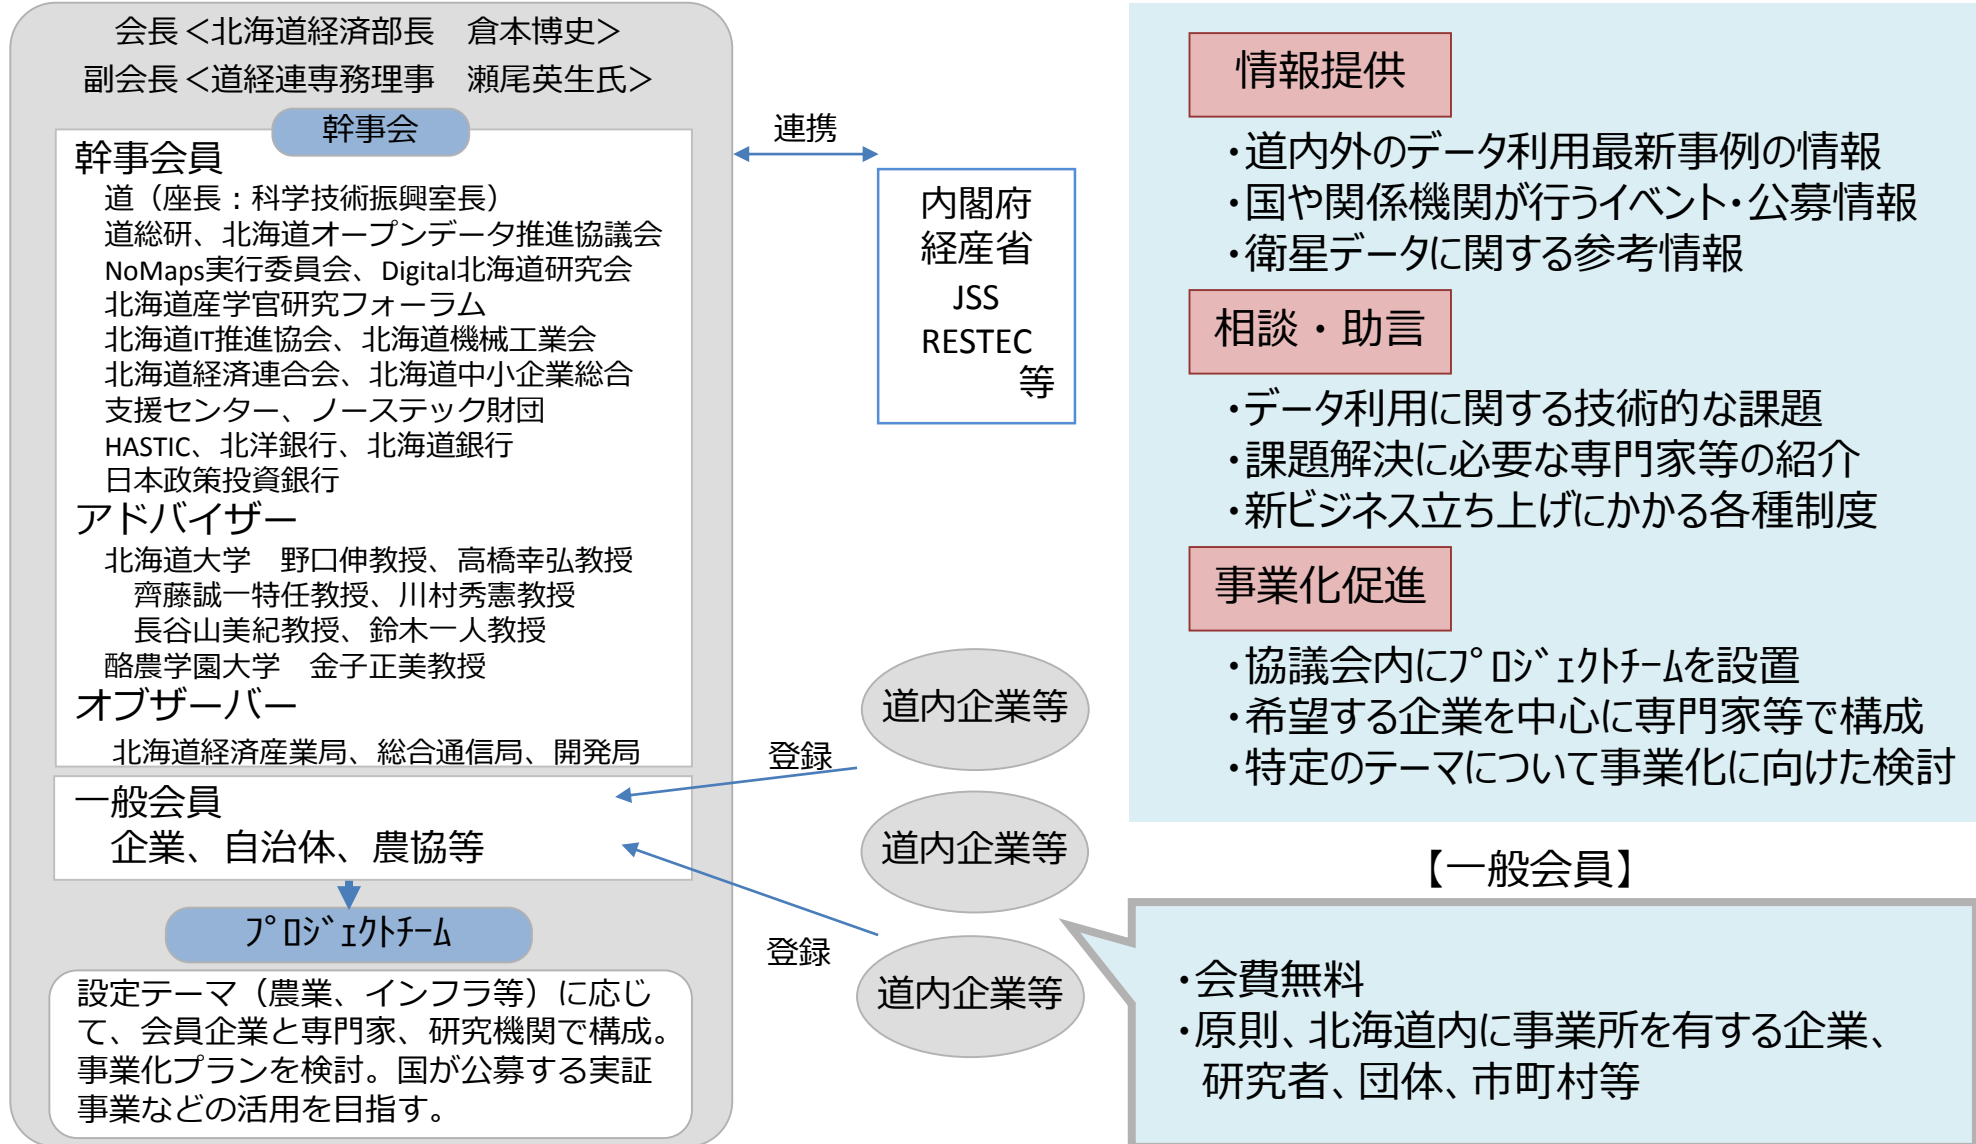 会長＜北海道経済部長　倉本博史＞
副会長＜道経連専務理事　瀬尾英生氏＞
幹事会
幹事会員
道（座長：科学技術振興室長）
道総研、北海道オープンデータ推進協議会
NoMaps実行委員会、Digital北海道研究会
北海道産学官研究フォーラム
北海道IT推進協会、北海道機械工業会
北海道経済連合会、北海道中小企業総合
支援センター、ノーステック財団
HASTIC、北洋銀行、北海道銀行
日本政策投資銀行
アドバイザー
北海道大学　野口伸教授、高橋幸弘教授
齊藤誠一特任教授、川村秀憲教授
長谷山美紀教授、鈴木一人教授
酪農学園大学　金子正美教授
オブザーバー
北海道経済産業局、総合通信局、開発局
一般会員
企業、自治体、農協等
ﾌﾟﾛｼﾞｪｸﾄﾁｰﾑ
設定テーマ（農業、インフラ等）に応じ
て、会員企業と専門家、研究機関で構成。
事業化プランを検討。国が公募する実証
事業などの活用を目指す。
連携
内閣府
経産省
JSS
RESTEC
等
道内企業等
登録
道内企業等
登録
道内企業等
情報提供
・道内外のデータ利用最新事例の情報
・国や関係機関が行うイベント・公募情報
・衛星データに関する参考情報
相談・助言
・データ利用に関する技術的な課題
・課題解決に必要な専門家等の紹介
・新ビジネス立ち上げにかかる各種制度
事業化促進
・協議会内にﾌﾟﾛｼﾞｪｸﾄﾁｰﾑを設置
・希望する企業を中心に専門家等で構成
・特定のテーマについて事業化に向けた検討
【一般会員】
・会費無料
・原則、北海道内に事業所を有する企業、
研究者、団体、市町村等